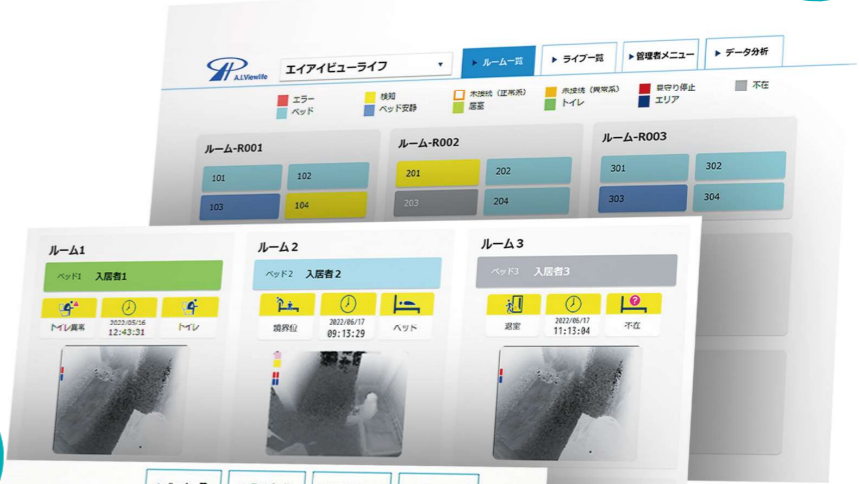 A.I.Viewlife
エイアイビューライフ
▼
▶ ルーム一覧
▶ ライブ一覧
▶ 管理者メニュー
▶ データ分析
エラー
検知
未接続（正常系）
未接続（異常系）
見守り停止
不在
ベッド
ベッド安静
居室
トイレ
エリア
ルーム-R001
ルーム-R002
ルーム-R003
101
102
201
202
301
302
103
104
203
204
303
304
ルーム1
ルーム2
ルーム3
ベッド1 入居者1
ベッド2 入居者2
ベッド3 入居者3
トイレ異常
2022/05/16
12:43:31
トイレ
端座位
2022/06/17
09:13:29
ベッド
退室
2022/06/17
11:13:04
不在